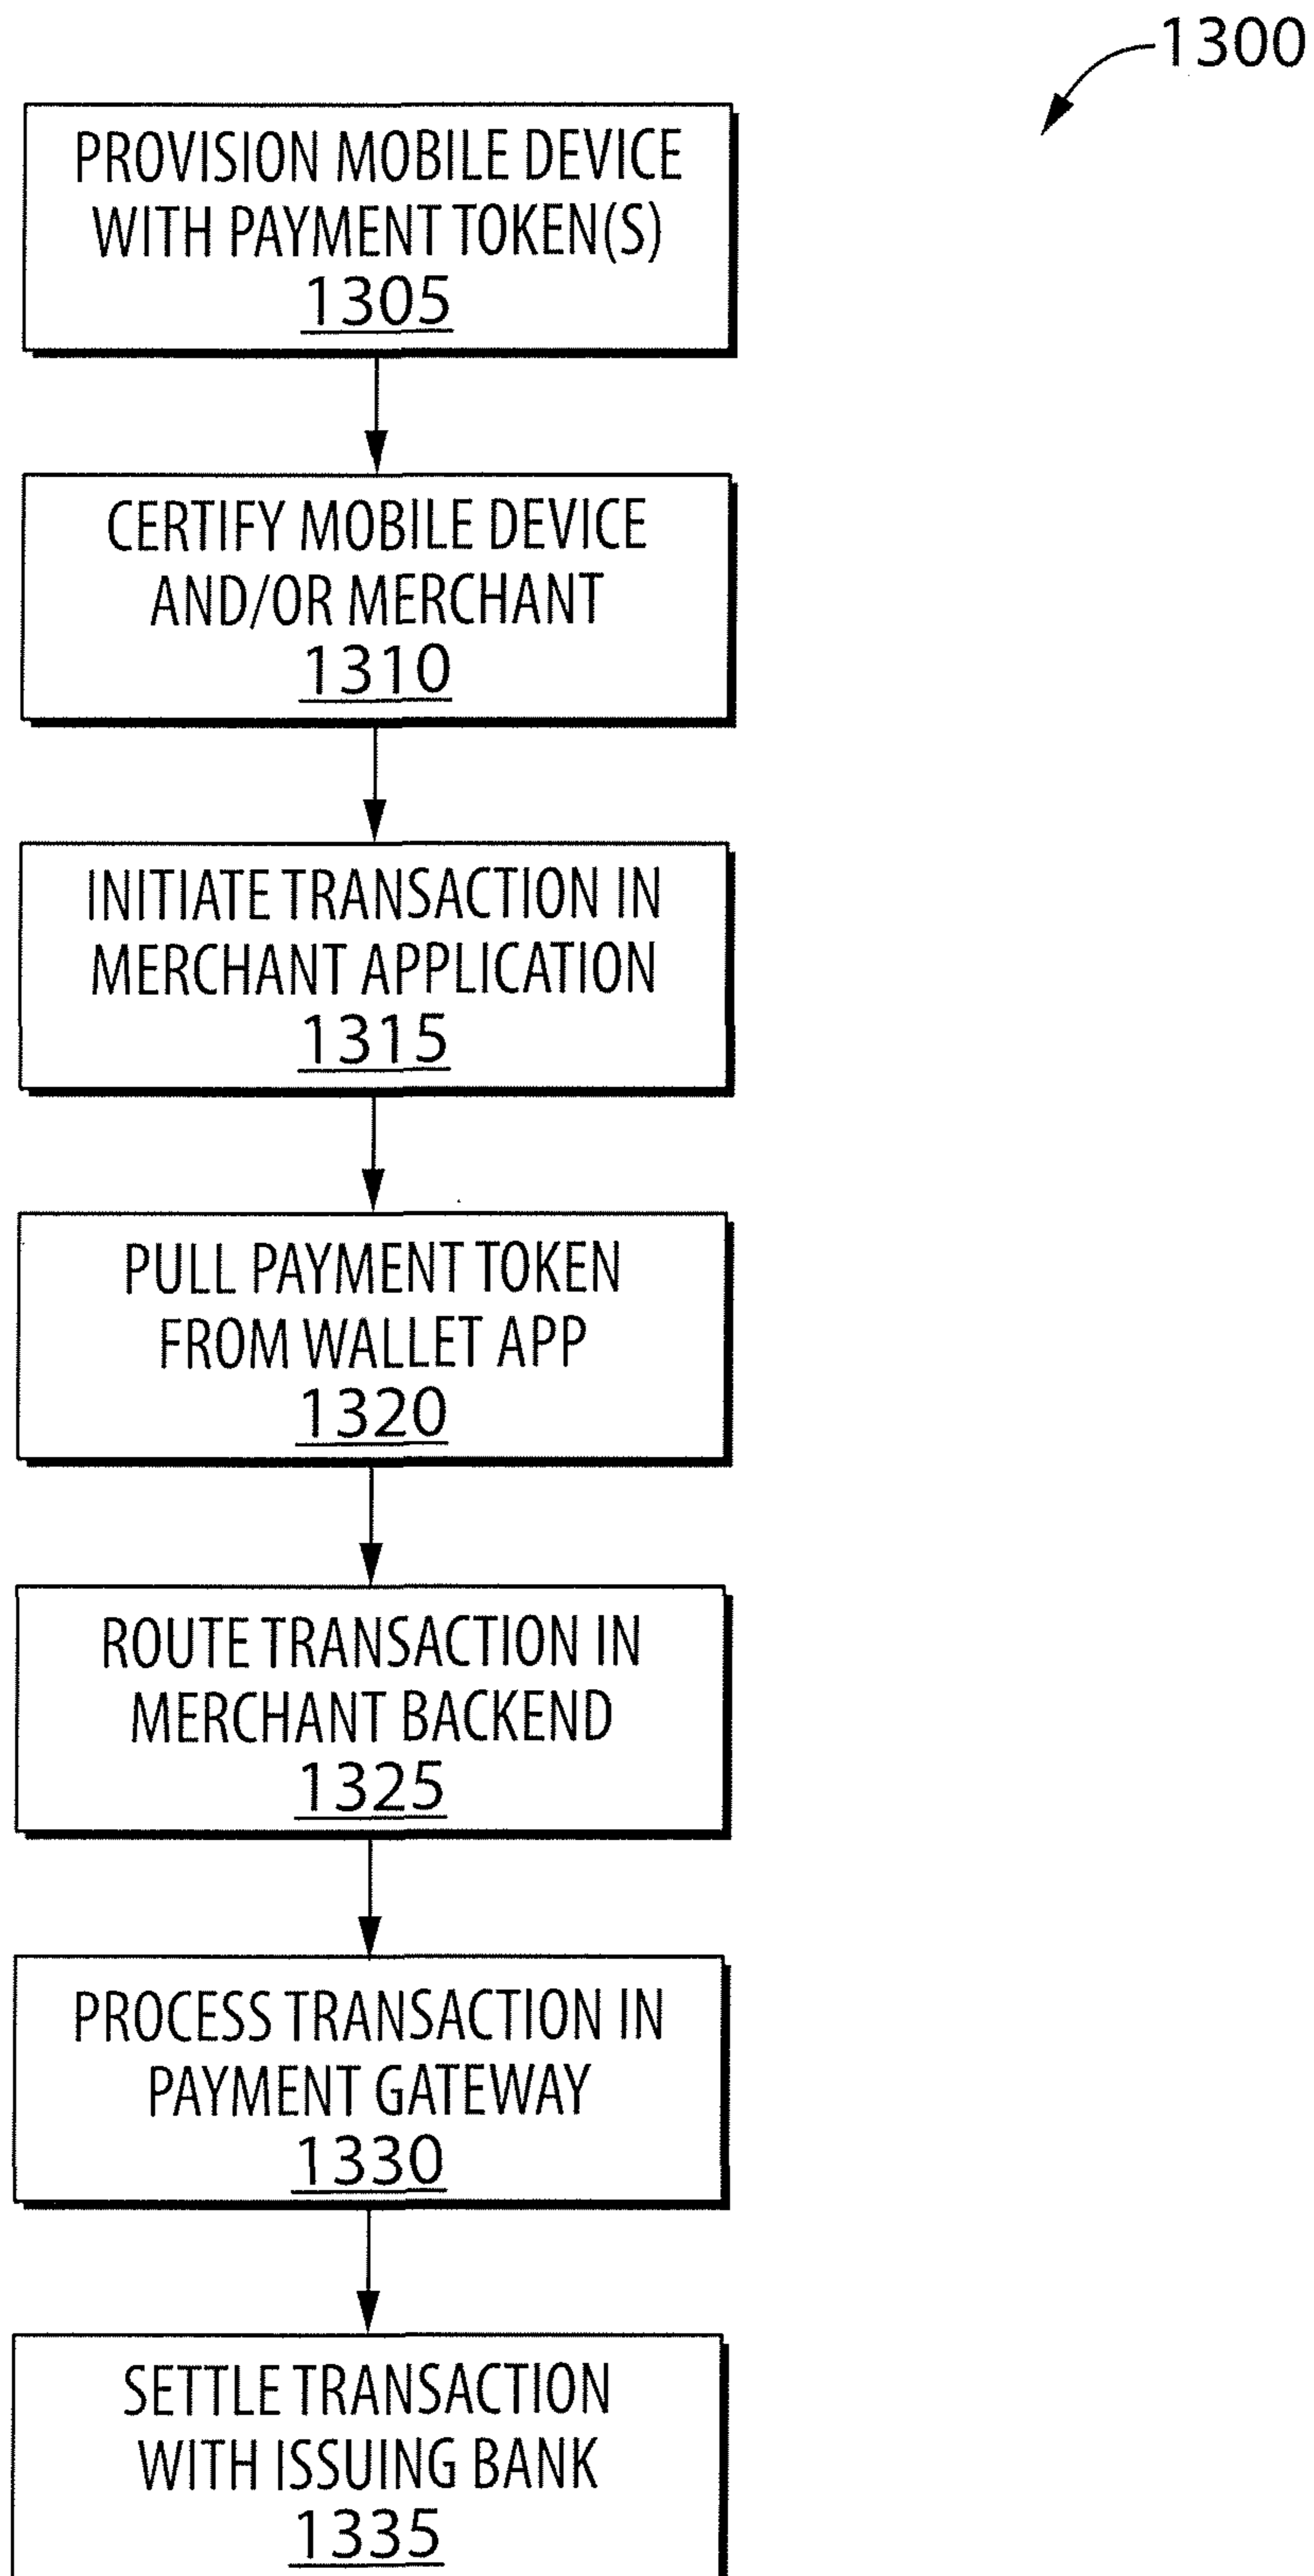 1300
PROVISION MOBILE DEVICE
WITH PAYMENT TOKEN(S)
1305
CERTIFY MOBILE DEVICE
AND/OR MERCHANT
1310
INITIATE TRANSACTION IN
MERCHANT APPLICATION
1315
PULL PAYMENT TOKEN
FROM WALLET APP
1320
ROUTE TRANSACTION IN
MERCHANT BACKEND
1325
PROCESS TRANSACTION IN
PAYMENT GATEWAY
1330
SETTLE TRANSACTION
WITH ISSUING BANK
1335